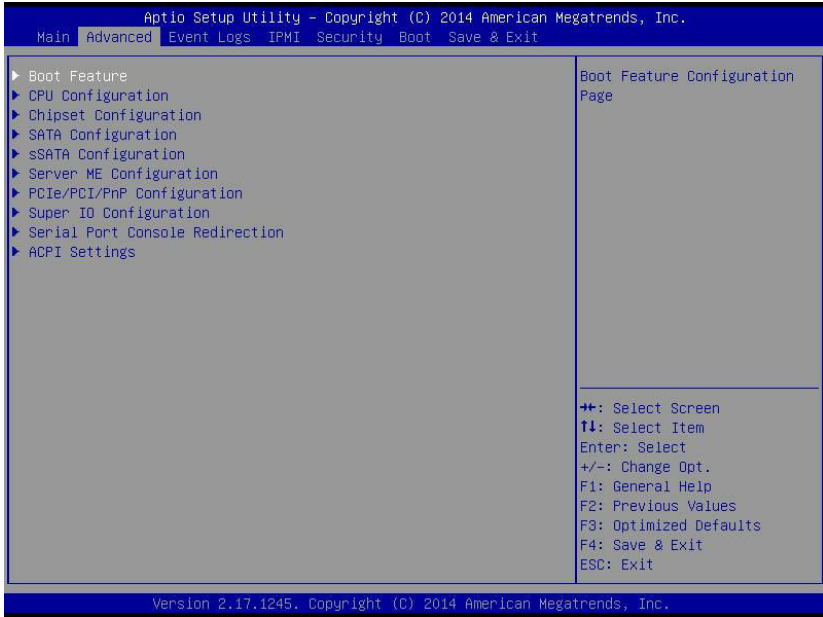 Aptio Setup Utility – Copyright (C) 2014 American Megatrends, Inc.
Main Advanced Event Logs IPMI Security Boot Save & Exit
▶ Boot Feature
▶ CPU Configuration
▶ Chipset Configuration
▶ SATA Configuration
▶ sSATA Configuration
▶ Server ME Configuration
▶ PCIe/PCI/PnP Configuration
▶ Super IO Configuration
▶ Serial Port Console Redirection
▶ ACPI Settings
Boot Feature Configuration
Page
→←: Select Screen
↑↓: Select Item
Enter: Select
+/-: Change Opt.
F1: General Help
F2: Previous Values
F3: Optimized Defaults
F4: Save & Exit
ESC: Exit
Version 2.17.1245. Copyright (C) 2014 American Megatrends, Inc.